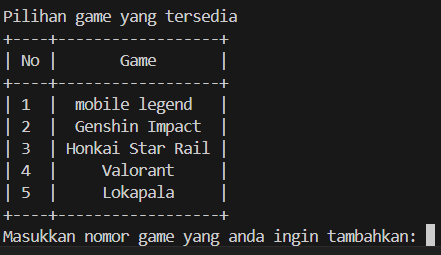 Pilihan game yang tersedia
+----+------------------+
| No |       Game       |
+----+------------------+
| 1  |  mobile legend   |
| 2  |  Genshin Impact  |
| 3  | Honkai Star Rail |
| 4  |     Valorant     |
| 5  |     Lokapala     |
+----+------------------+
Masukkan nomor game yang anda ingin tambahkan: